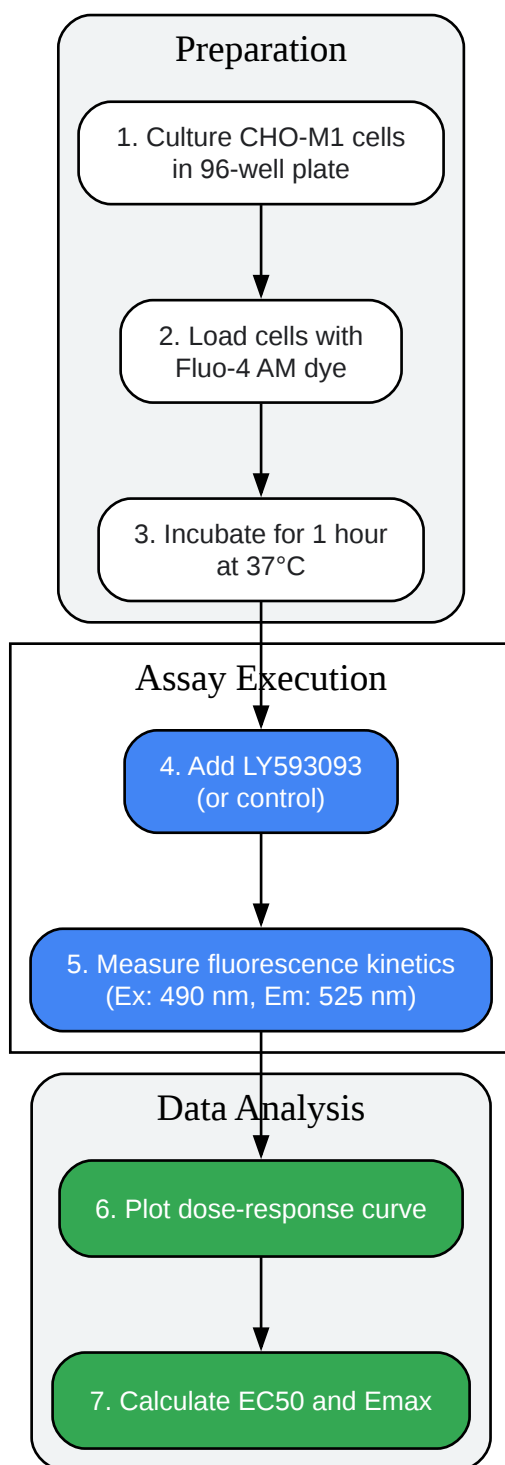 Preparation
1. Culture CHO-M1 cells
in 96-well plate
2. Load cells with
Fluo-4 AM dye
3. Incubate for 1 hour
at 37°C
Assay Execution
4. Add LY593093
(or control)
5. Measure fluorescence kinetics
(Ex: 490 nm, Em: 525 nm)
Data Analysis
6. Plot dose-response curve
7. Calculate EC50 and Emax